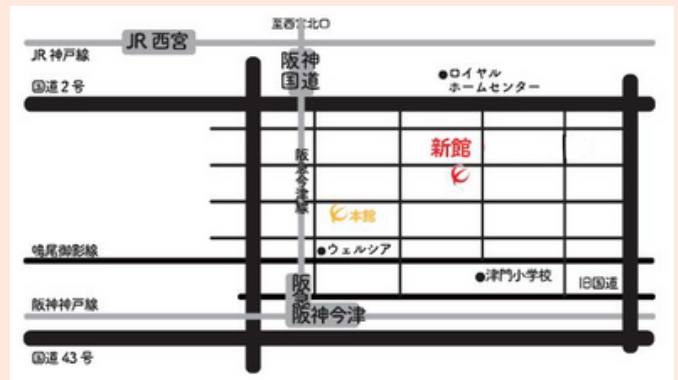 至西宮北口
JR 西宮
JR 神戸線
阪神
国道
国道2号
●ロイヤル
ホームセンター
新館
阪急今津線
本館
鳴尾御影線
●ウェルシア
●津門小学校
旧国道
阪急
阪神今津
阪神神戸線
国道 43 号